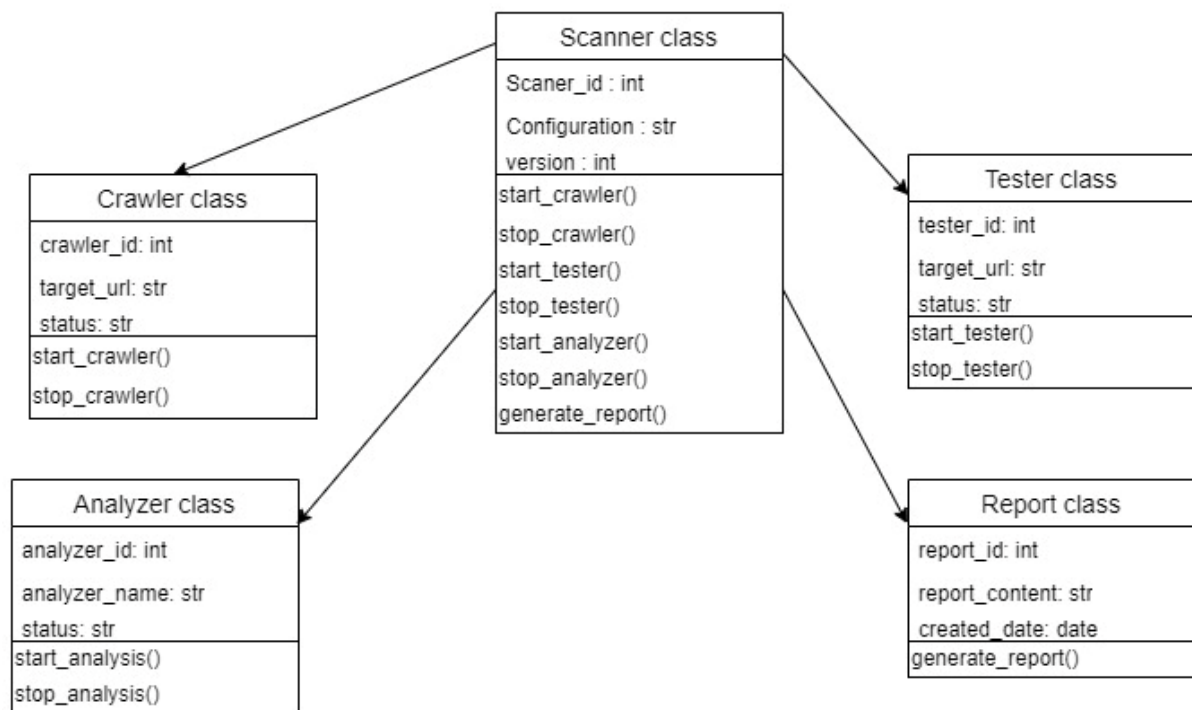 Scanner class
Scaner_id : int
Configuration : str
version : int
start_crawler()
stop_crawler()
start_tester()
stop_tester()
start_analyzer()
stop_analyzer()
generate_report()
Crawler class
crawler_id: int
target_url: str
status: str
start_crawler()
stop_crawler()
Tester class
tester_id: int
target_url: str
status: str
start_tester()
stop_tester()
Analyzer class
analyzer_id: int
analyzer_name: str
status: str
start_analysis()
stop_analysis()
Report class
report_id: int
report_content: str
created_date: date
generate_report()